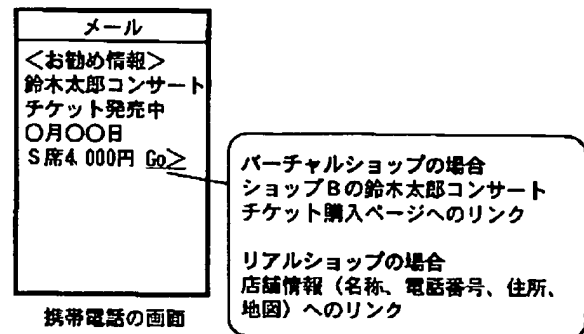 メール
<お勧め情報>
鈴木太郎コンサート
チケット発売中
〇月〇〇日
S席4,000円 Go≥
携帯電話の画面
バーチャルショップの場合
ショップBの鈴木太郎コンサート
チケット購入ページへのリンク
リアルショップの場合
店舗情報(名称、電話番号、住所、
地図)へのリンク